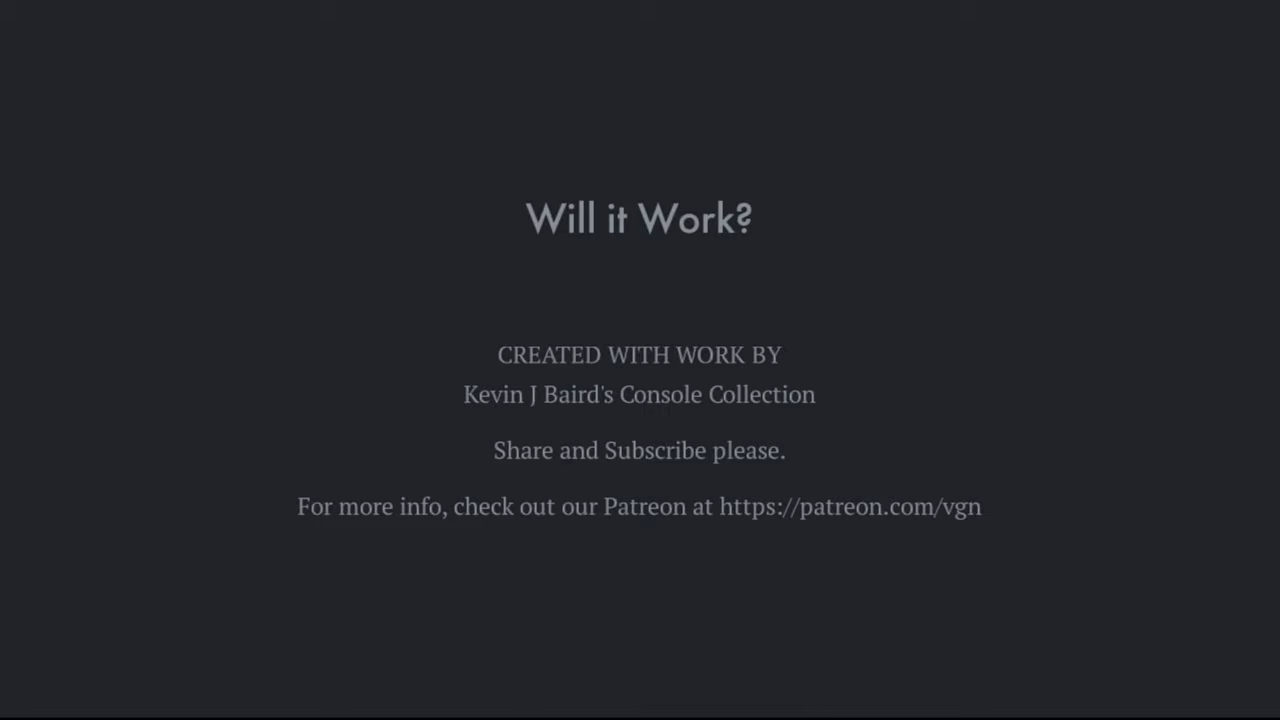 Will it Work?
CREATED WITH WORK BY
Kevin J Baird's Console Collection
Share and Subscribe please.
For more info, check out our Patreon at https://patreon.com/vgn